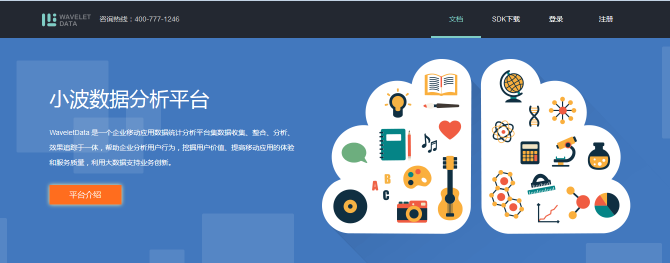 WAVELET
DATA
咨询热线：400-777-1246
文档
SDK下载
登录
注册
小波数据分析平台
WaveletData 是一个企业移动应用数据统计分析平台集数据收集、整合、分析、
效果追踪于一体，帮助企业分析用户行为，挖掘用户价值、提高移动应用的体验
和服务质量，利用大数据支持业务创新。
平台介绍
A
B
C